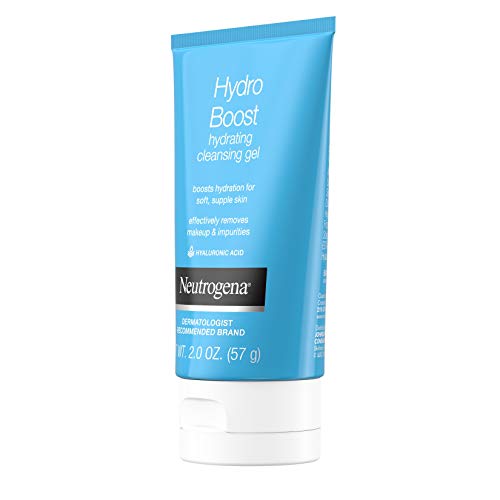 Hydro
Boost
hydrating
cleansing gel
boosts hydration for
soft, supple skin
effectively removes
makeup & impurities
HYALURONIC ACID
Neutrogena®
DERMATOLOGIST
RECOMMENDED BRAND
WT. 2.0 OZ. (57 g)